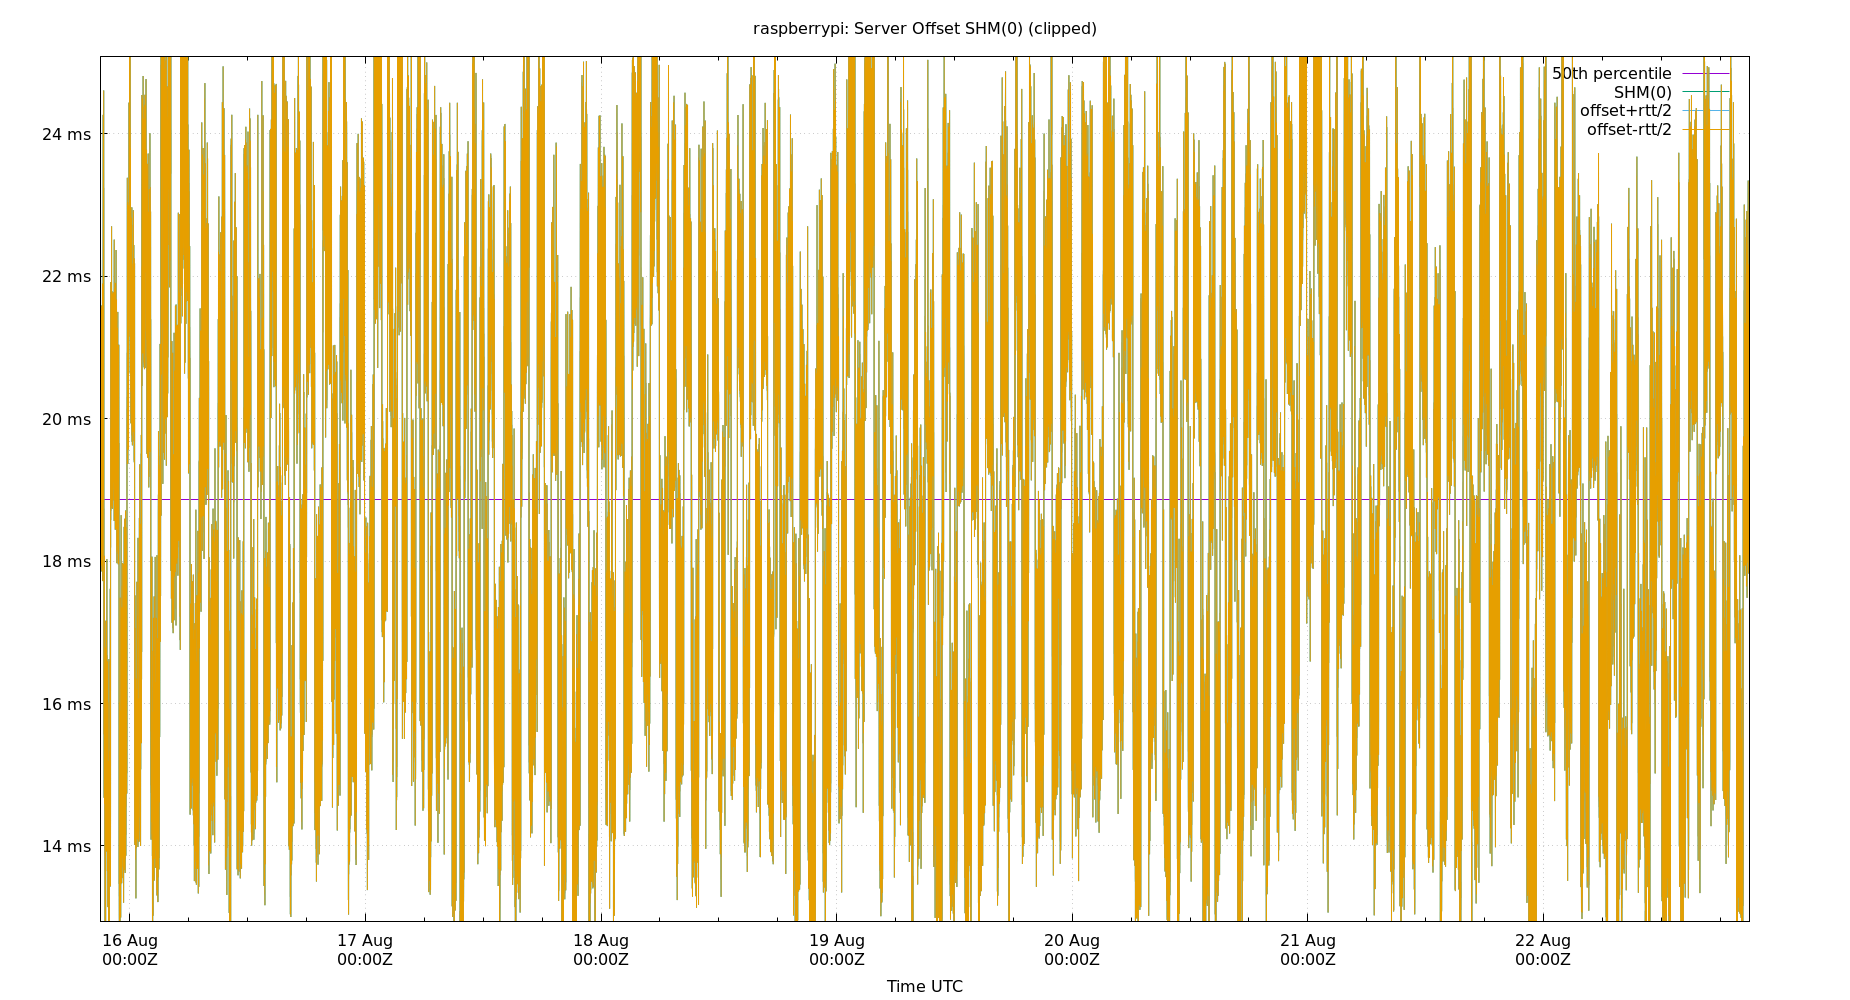 raspberrypi: Server Offset SHM(0) (clipped)
50th percentile
SHM(0)
offset+rtt/2
offset-rtt/2
24 ms
22 ms
20 ms
18 ms
16 ms
14 ms
16 Aug 17 Aug 18 Aug 19 Aug 20 Aug 21 Aug 22 Aug
00:00Z 00:00Z 00:00Z 00:00Z 00:00Z 00:00Z 00:00Z
Time UTC